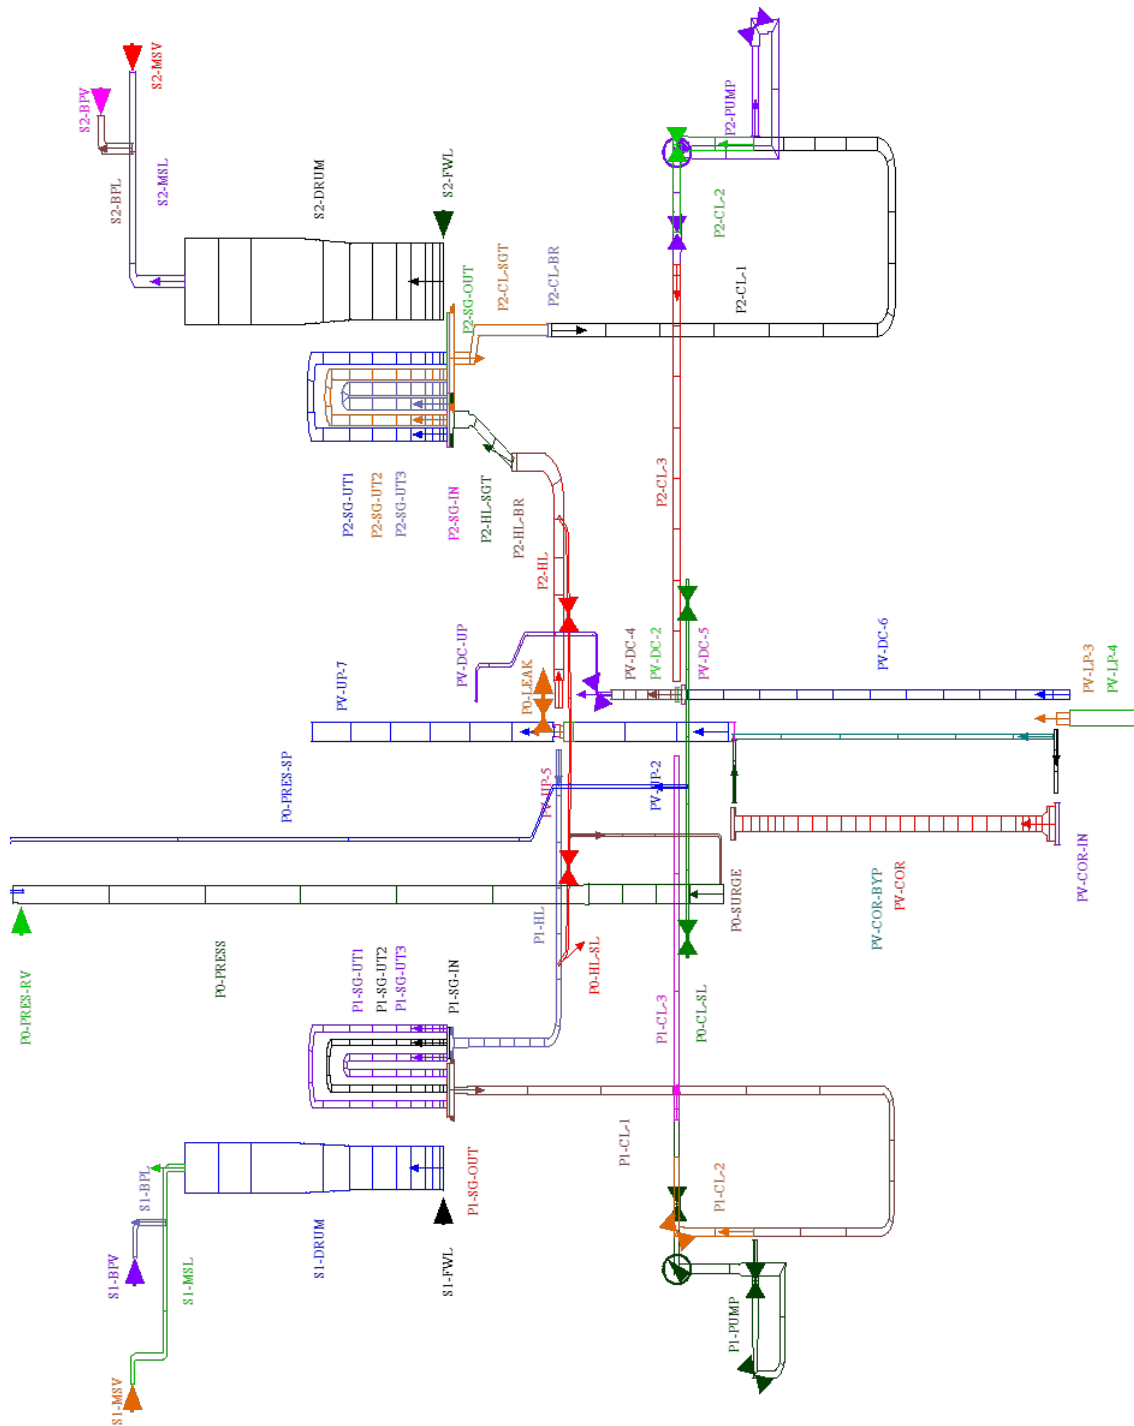 S2-MSV
S2-BPV
S2-BPL
S2-MSL
S2-DRUM
S2-FWL
P2-SG-OUT
P2-CL-SGT
P2-CL-BR
P2-PUMP
P2-CL-2
P2-CL-1
P2-SG-UT1
P2-SG-UT2
P2-SG-UT3
P2-SG-IN
P2-HL-SGT
P2-HL-BR
P2-HL
P2-CL-3
PV-DC-UP
PV-UP-7
P0-LEAK
PV-DC-4
PV-DC-2
PV-DC-5
PV-DC-6
PV-LP-3
PV-LP-4
P0-PRES-SP
PV-UP-5
PV-UP-2
P0-PRES-RV
P0-PRESS
P1-HL
P0-HL-SL
P0-SURGE
PV-COR-BYP
PV-COR
PV-COR-IN
P1-SG-UT1
P1-SG-UT2
P1-SG-UT3
P1-SG-IN
P1-CL-3
P0-CL-SL
P1-CL-1
P1-CL-2
P1-SG-OUT
S1-BPL
S1-BPV
S1-MSL
S1-MSV
S1-DRUM
S1-FWL
P1-PUMP